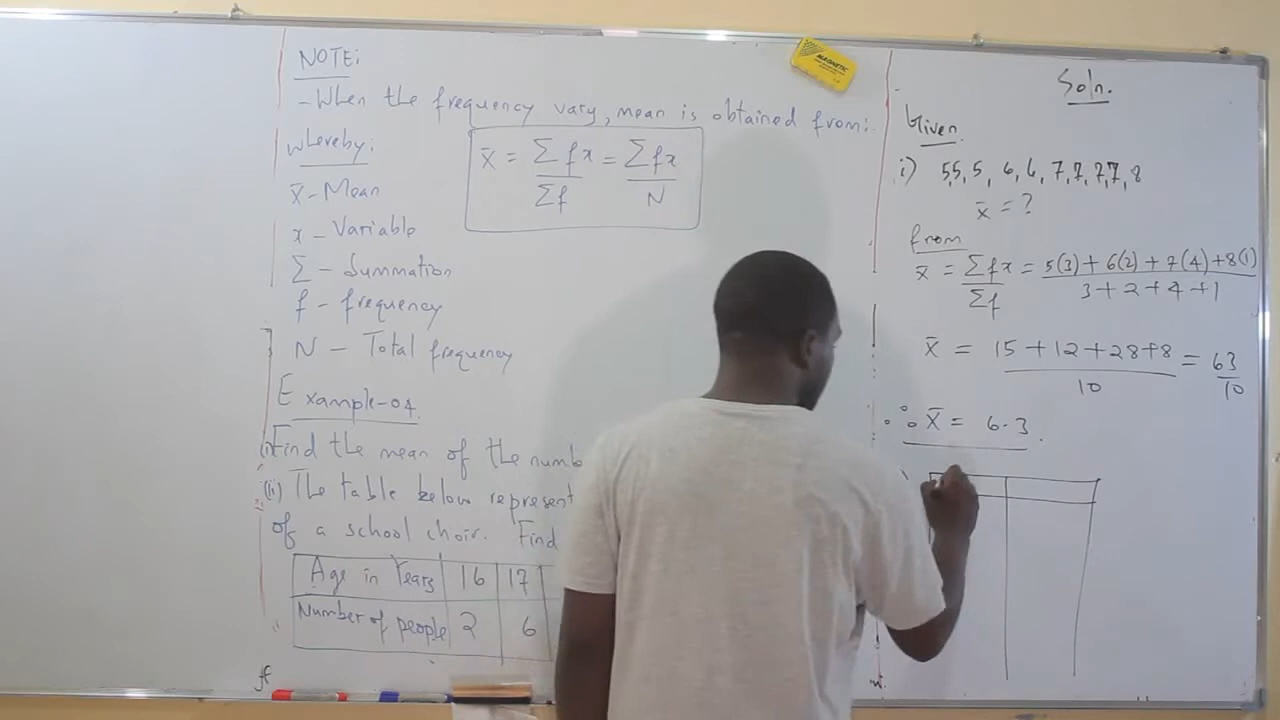 NOTE:
-When the frequency vary, mean is obtained from:
whereby:
x̄ = Σfx/Σf = Σfx/N
x̄ - Mean
x - Variable
Σ - Summation
f - frequency
N - Total frequency
Example-04.
(i) Find the mean of the numb
(ii) The table below represent
of a school choir. Find
Age in Years 16 17
Number of people 2 6
MAGNETIC
Soln.
Given
i) 5,5,5, 6,6,7,7,7,7,8
x̄ = ?
from
x̄ = Σfx/Σf = 5(3)+6(2)+7(4)+8(1)/3+2+4+1
x̄ = 15+12+28+8/10 = 63/10
∴ x̄ = 6.3.